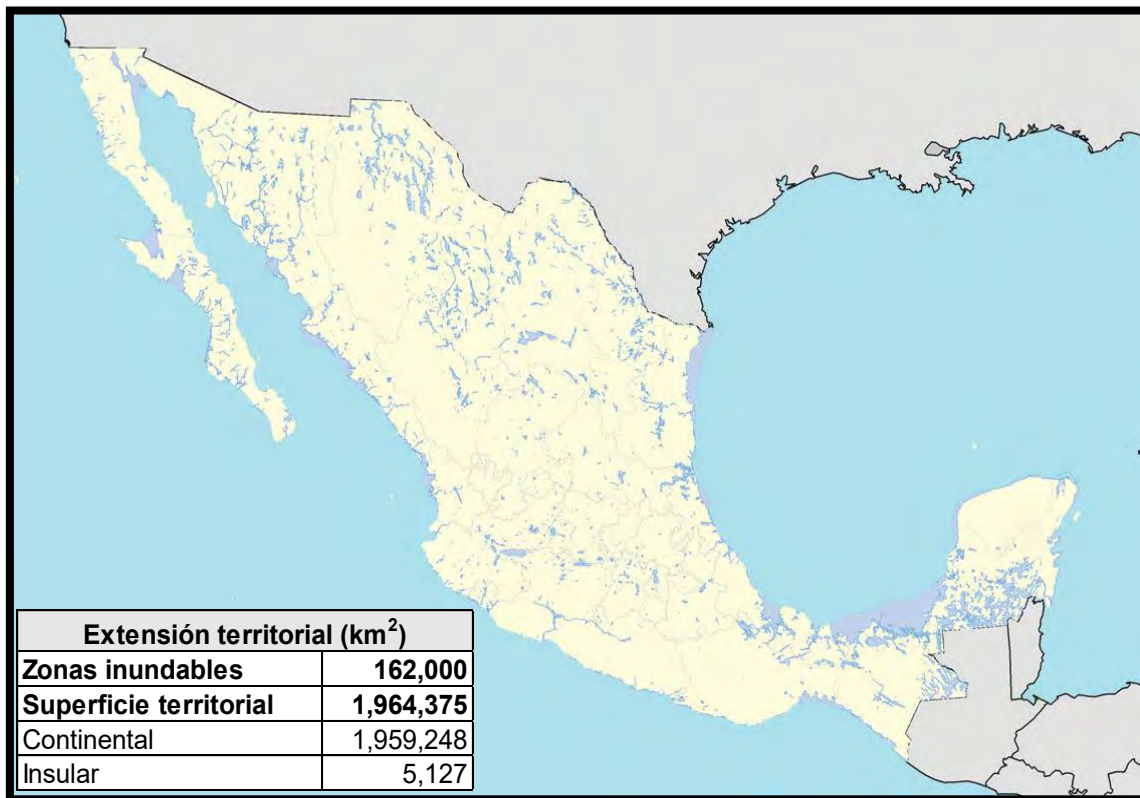 Extensión territorial (km²)
Zonas inundables 162,000
Superficie territorial 1,964,375
Continental 1,959,248
Insular 5,127